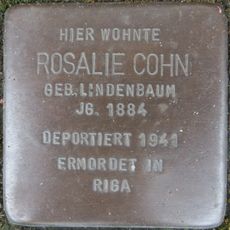 HIER WOHNTE
ROSALIE COHN
GEB. LINDENBAUM
JG. 1884
DEPORTIERT 1941
ERMORDET IN
RIGA